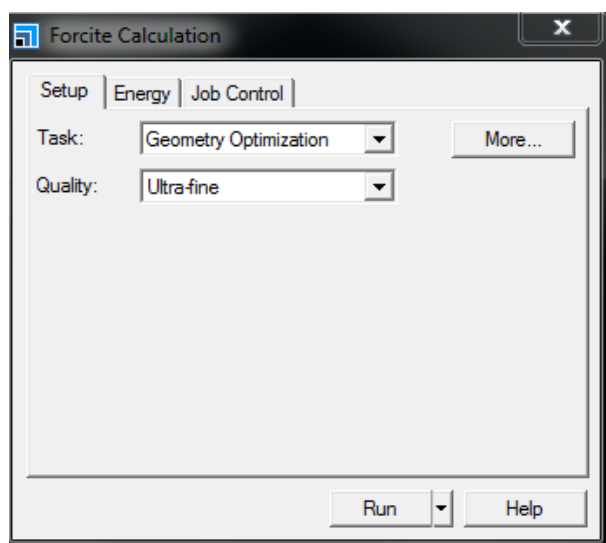 Forcite Calculation x
Setup Energy Job Control
Task: Geometry Optimization More...
Quality: Ultra-fine
Run Help